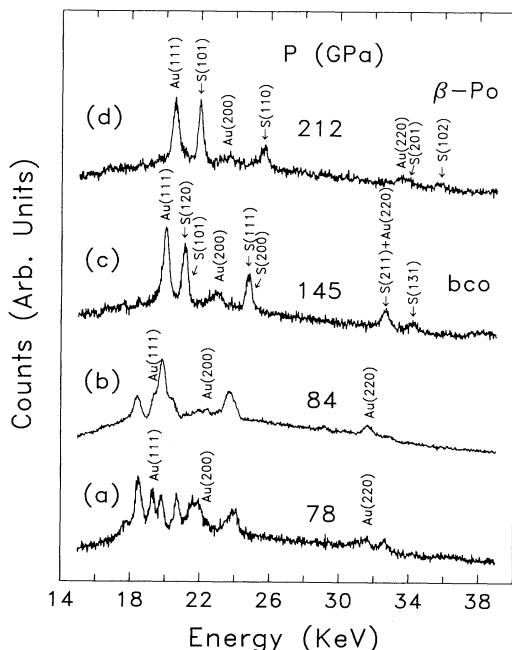 P (GPa)
β-Po
(d)
Au(111)
S(101)
Au(200)
S(110)
212
Au(220)
S(201)
S(102)
(c)
Au(111)
S(120)
S(101)
Au(200)
S(111)
S(200)
145
S(211)+Au(220)
S(131)
bco
(b)
Au(111)
Au(200)
84
Au(220)
(a)
Au(111)
Au(200)
78
Au(220)
Counts (Arb. Units)
14 18 22 26 30 34 38
Energy (KeV)